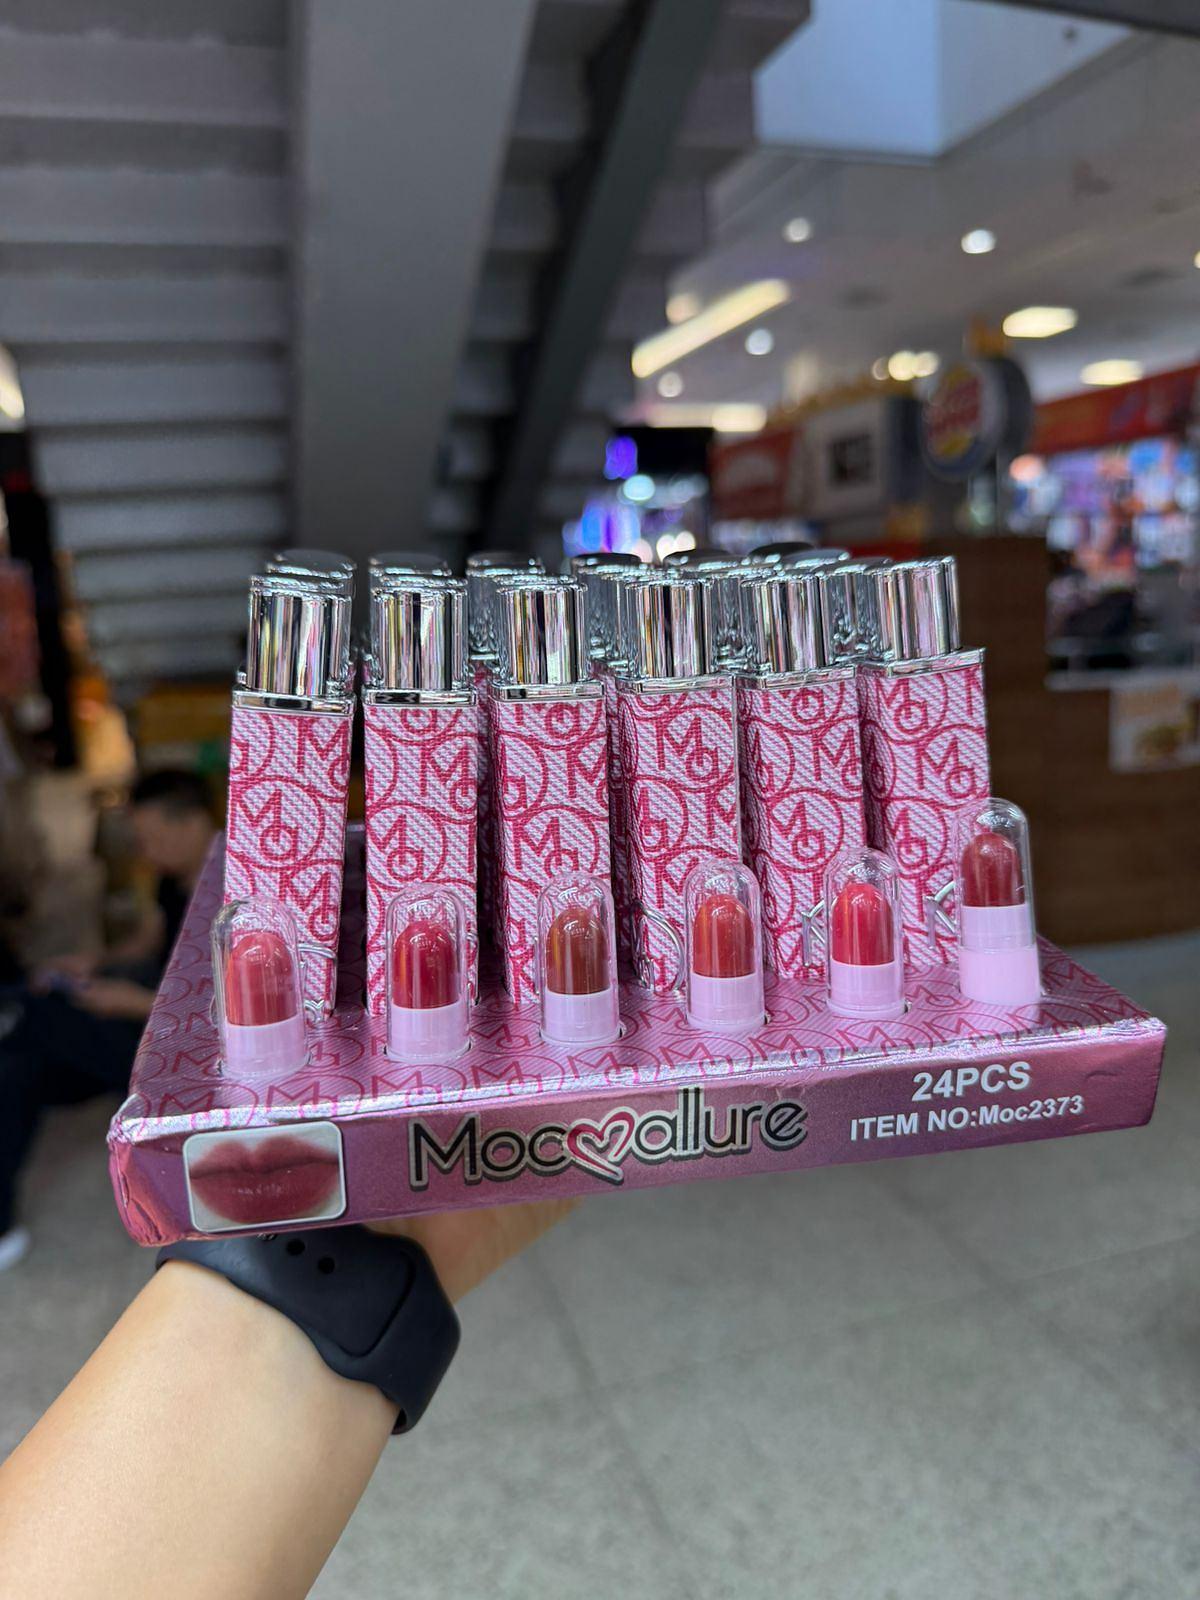 Mocallure
24PCS
ITEM NO:Moc2373